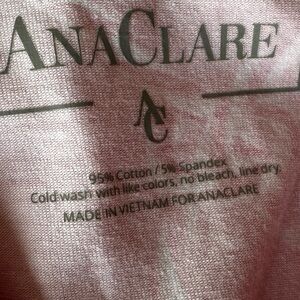 ANACLARE
AC
95% Cotton / 5% Spandex
Cold wash with like colors, no bleach, line dry.
MADE IN VIETNAM FOR ANACLARE